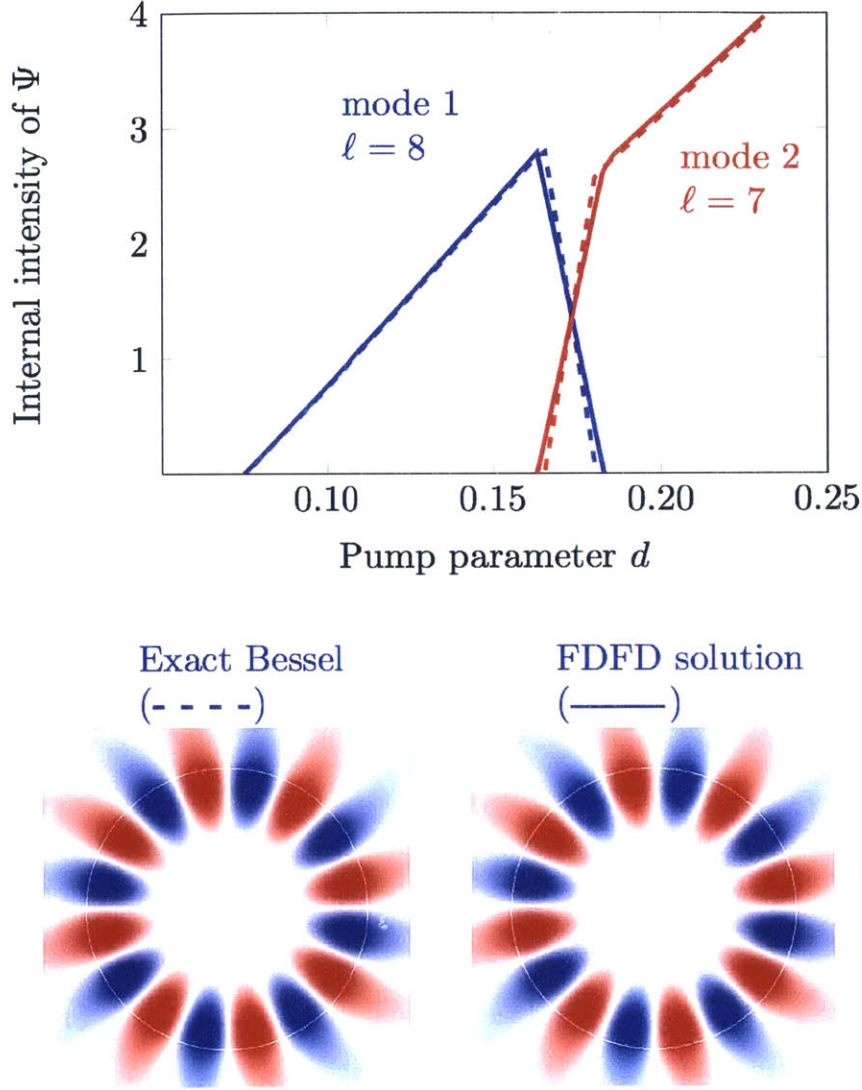 Internal intensity of Ψ
4
3
2
1
mode 1
ℓ = 8
mode 2
ℓ = 7
0.10
0.15
0.20
0.25
Pump parameter d
Exact Bessel
(- - - - -)
FDFD solution
(———)